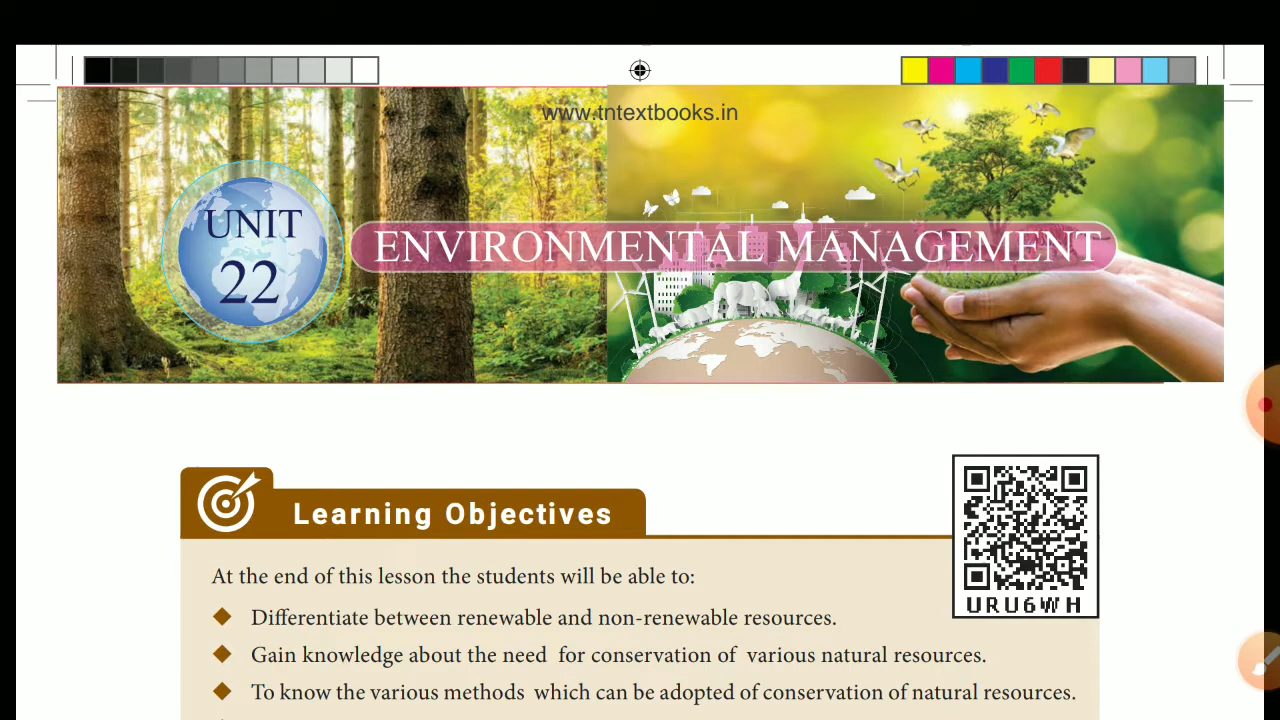 www.tntextbooks.in
UNIT
22
ENVIRONMENTAL MANAGEMENT
Learning Objectives
URU6WH
At the end of this lesson the students will be able to:
Differentiate between renewable and non-renewable resources.
Gain knowledge about the need for conservation of various natural resources.
To know the various methods which can be adopted of conservation of natural resources.